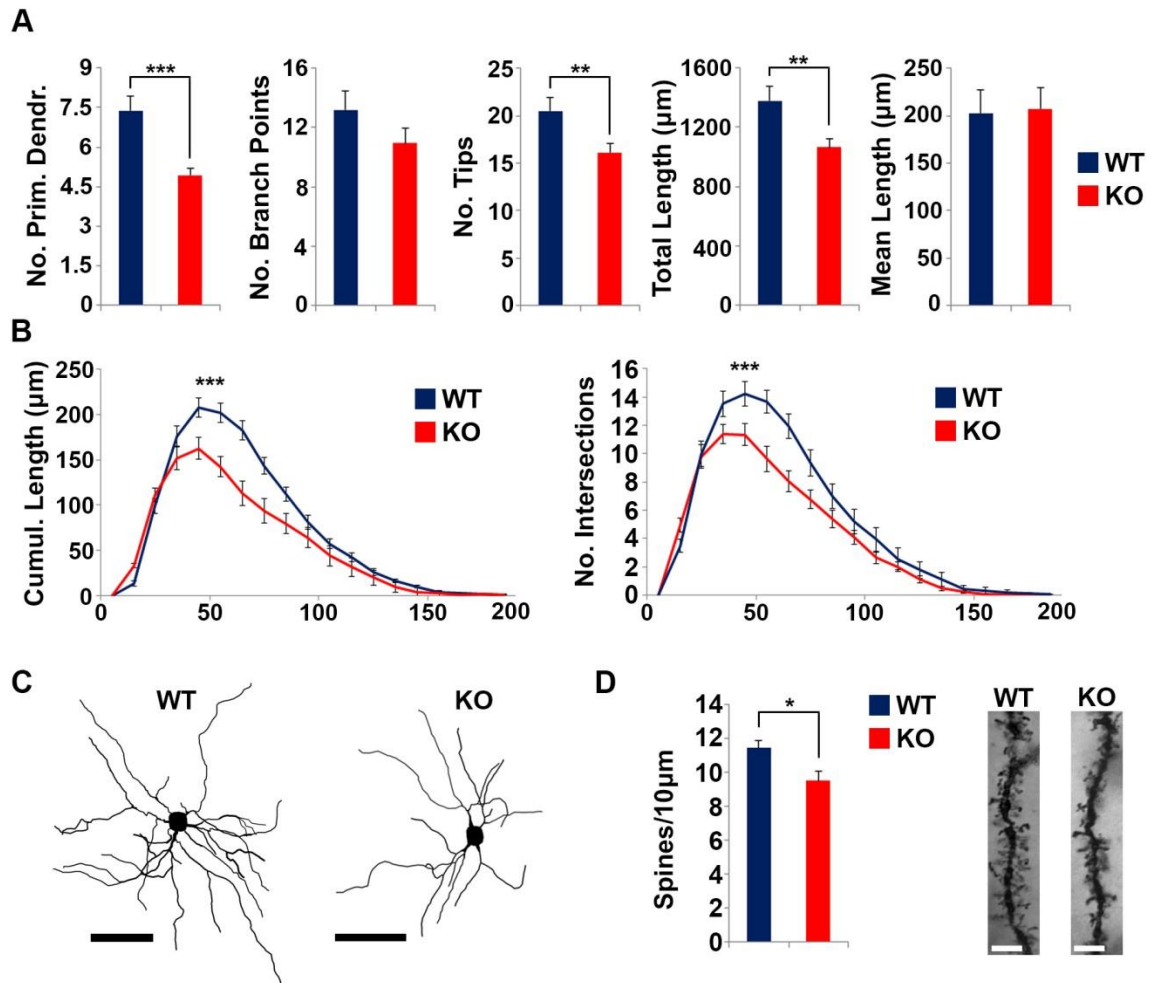 A
No. Prim. Dendr.
9
7.5
6
4.5
3
1.5
0
***
No. Branch Points
16
12
8
4
0
No. Tips
25
20
15
10
5
0
**
Total Length (µm)
1600
1200
800
400
0
**
Mean Length (µm)
250
200
150
100
50
0
WT
KO
B
Cumul. Length (µm)
250
200
150
100
50
0
***
WT
KO
0 50 100 150 200
No. Intersections
16
14
12
10
8
6
4
2
0
***
WT
KO
0 50 100 150 200
C
WT KO
D
Spines/10µm
14
12
10
8
6
4
2
0
*
WT
KO
WT KO